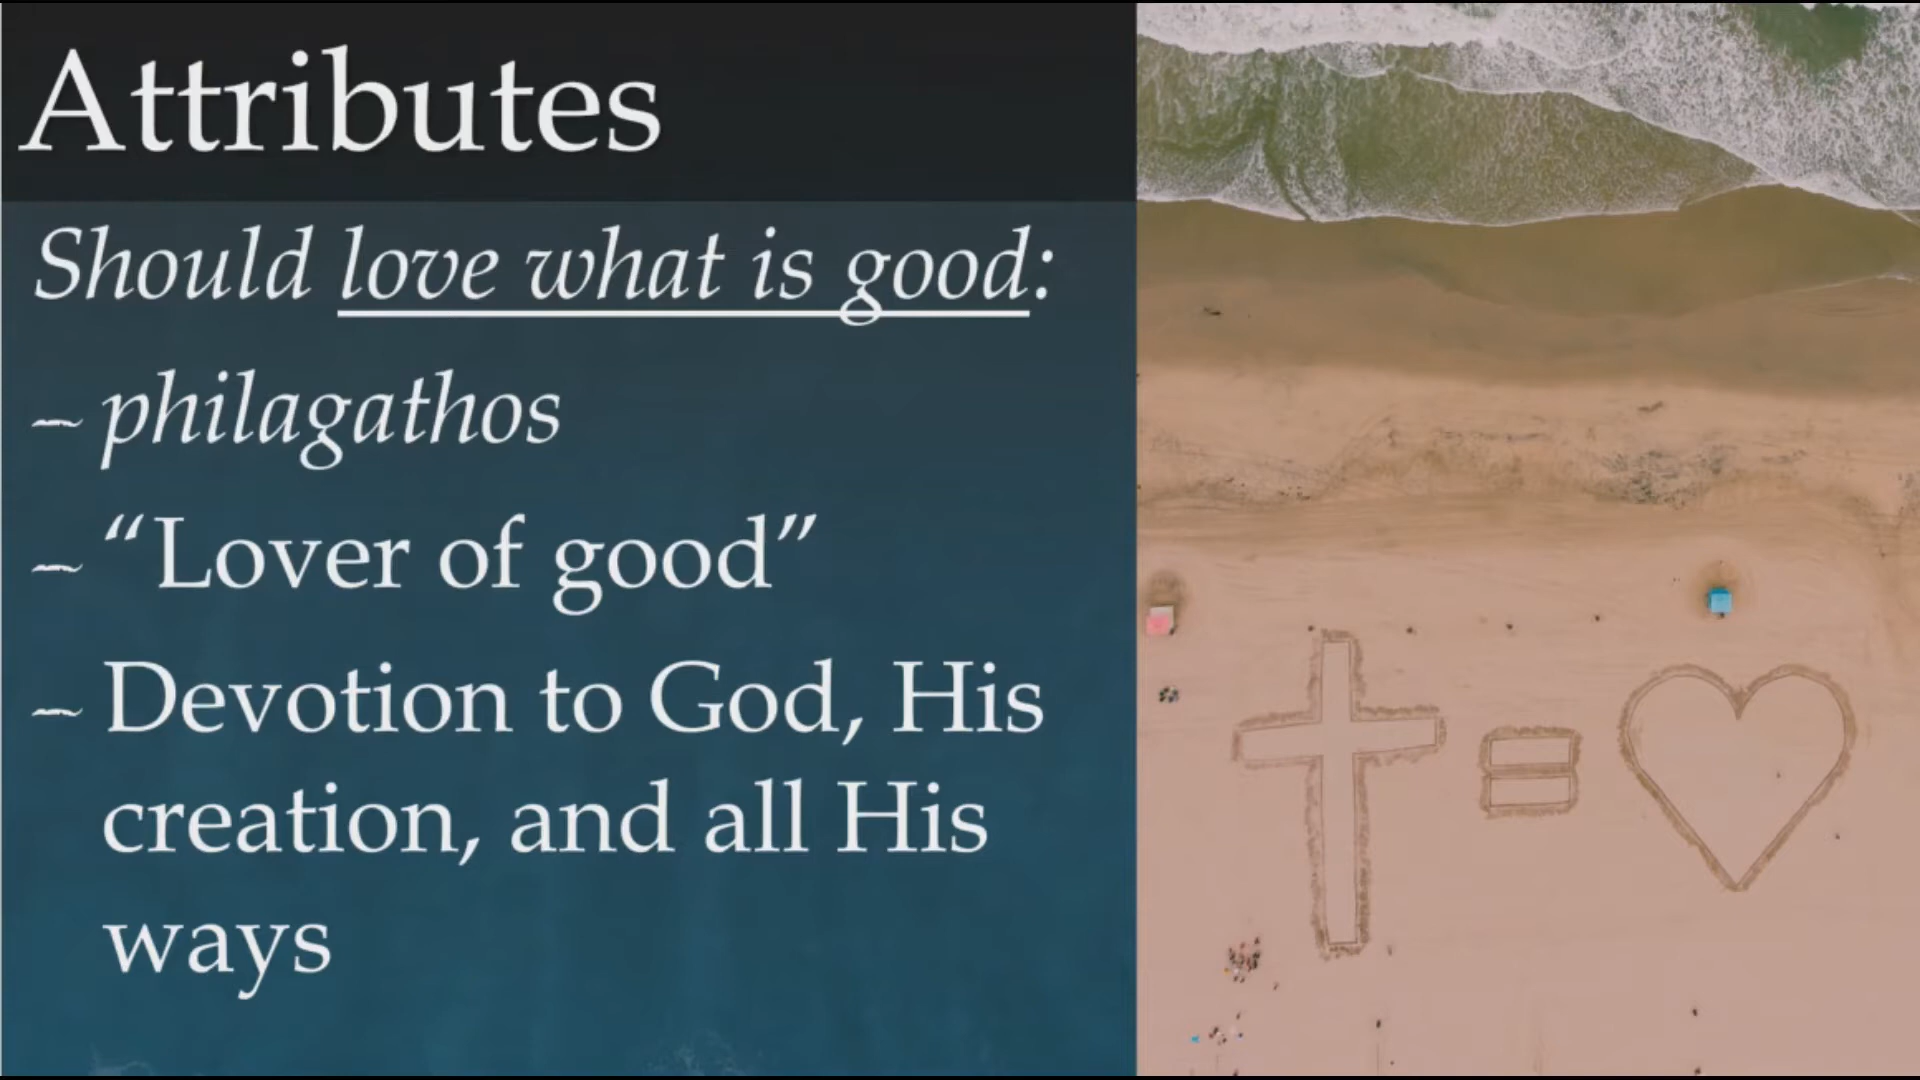 Attributes
Should love what is good:
– philagathos
– “Lover of good”
– Devotion to God, His
creation, and all His
ways